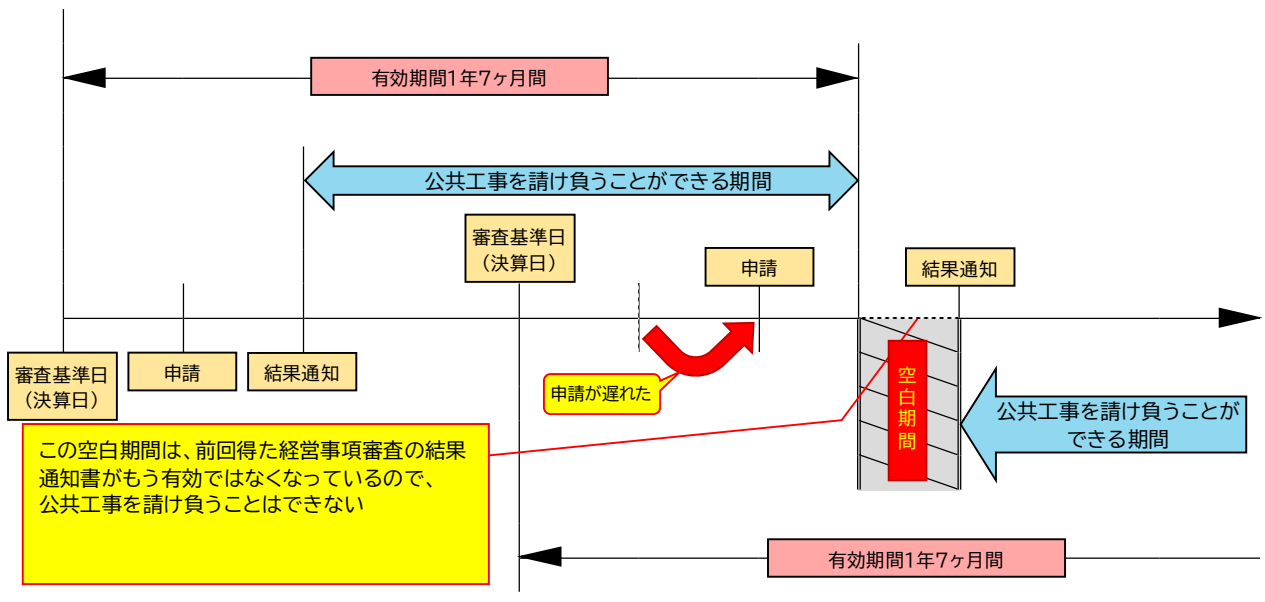 有効期間1年7ヶ月間
公共工事を請け負うことができる期間
審査基準日
（決算日）
申請
結果通知
審査基準日
（決算日）
申請
結果通知
申請が遅れた
空白期間
公共工事を請け負うことが
できる期間
この空白期間は、前回得た経営事項審査の結果
通知書がもう有効ではなくなっているので、
公共工事を請け負うことはできない
有効期間1年7ヶ月間